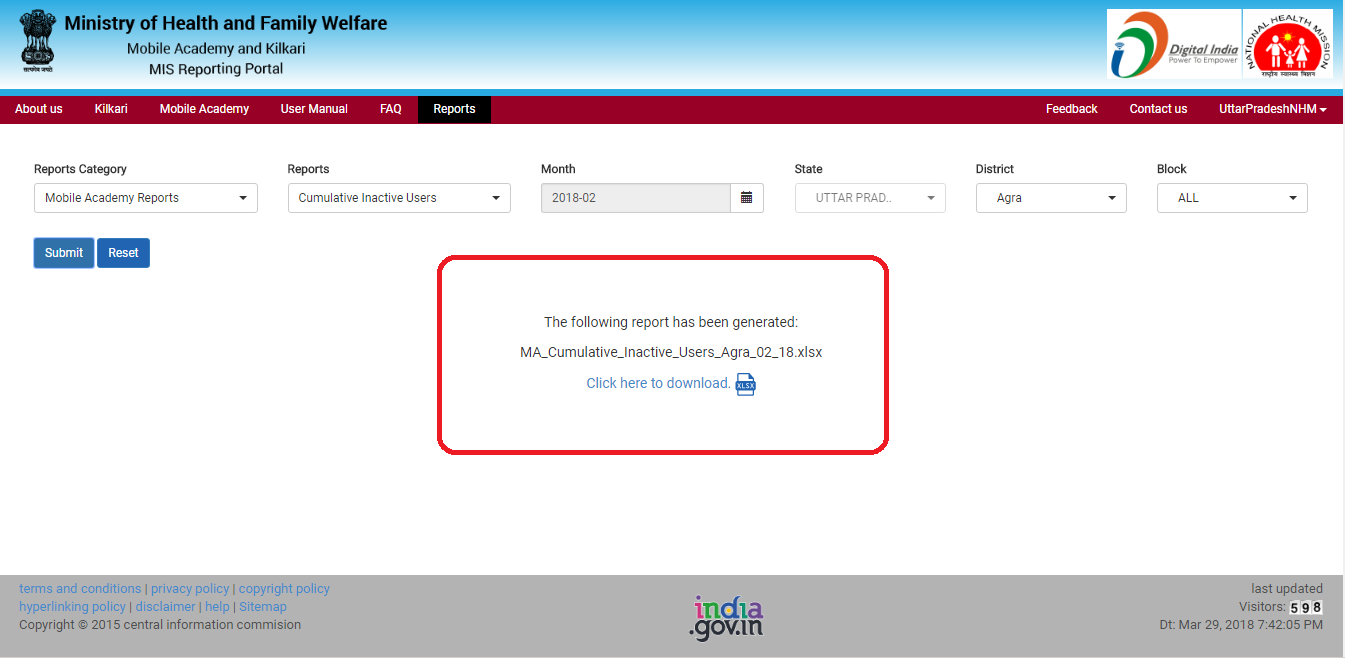 Ministry of Health and Family Welfare
Mobile Academy and Kilkari
MIS Reporting Portal
सत्यमेव जयते
Digital India
Power To Empower
NATIONAL HEALTH MISSION
राष्ट्रीय स्वास्थ्य मिशन
About us Kilkari Mobile Academy User Manual FAQ Reports Feedback Contact us UttarPradeshNHM
Reports Category Reports Month State District Block
Mobile Academy Reports Cumulative Inactive Users 2018-02 UTTAR PRAD.. Agra ALL
Submit Reset
The following report has been generated:
MA_Cumulative_Inactive_Users_Agra_02_18.xlsx
Click here to download. XLSX
terms and conditions | privacy policy | copyright policy
hyperlinking policy | disclaimer | help | Sitemap
Copyright © 2015 central information commision
india
.gov.in
last updated
Visitors: 598
Dt: Mar 29, 2018 7:42:05 PM